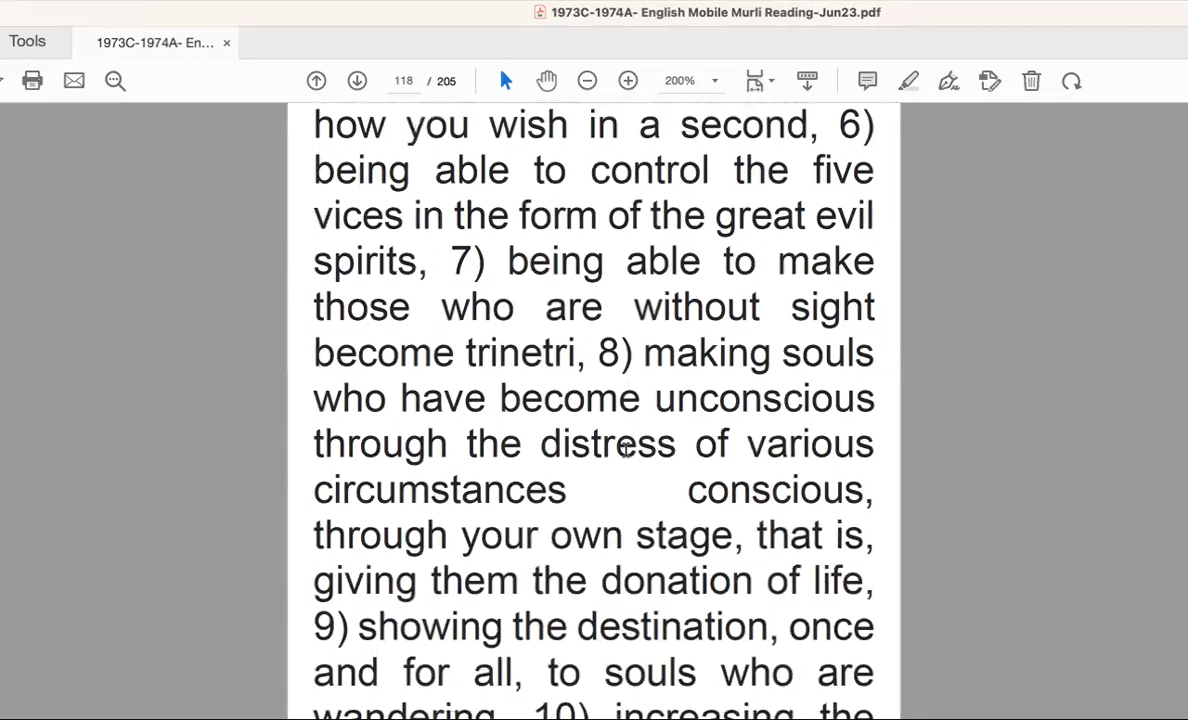 1973C-1974A- English Mobile Murli Reading-Jun23.pdf
Tools
1973C-1974A- En... ×
118 / 205
200%
how you wish in a second, 6)
being able to control the five
vices in the form of the great evil
spirits, 7) being able to make
those who are without sight
become trinetri, 8) making souls
who have become unconscious
through the distress of various
circumstances conscious,
through your own stage, that is,
giving them the donation of life,
9) showing the destination, once
and for all, to souls who are
wandering, 10) increasing the